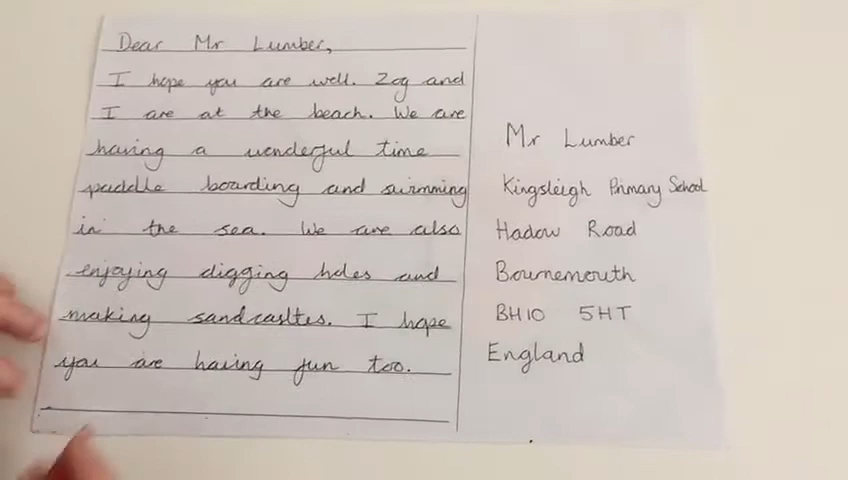 Dear Mr Lumber,
I hope you are well. Zog and
I are at the beach. We are
having a wonderful time
paddle boarding and swimming
in the sea. We are also
enjoying digging holes and
making sandcasltes. I hope
you are having fun too.
Mr Lumber
Kingsleigh Primary School
Hadow Road
Bournemouth
BH10 5HT
England